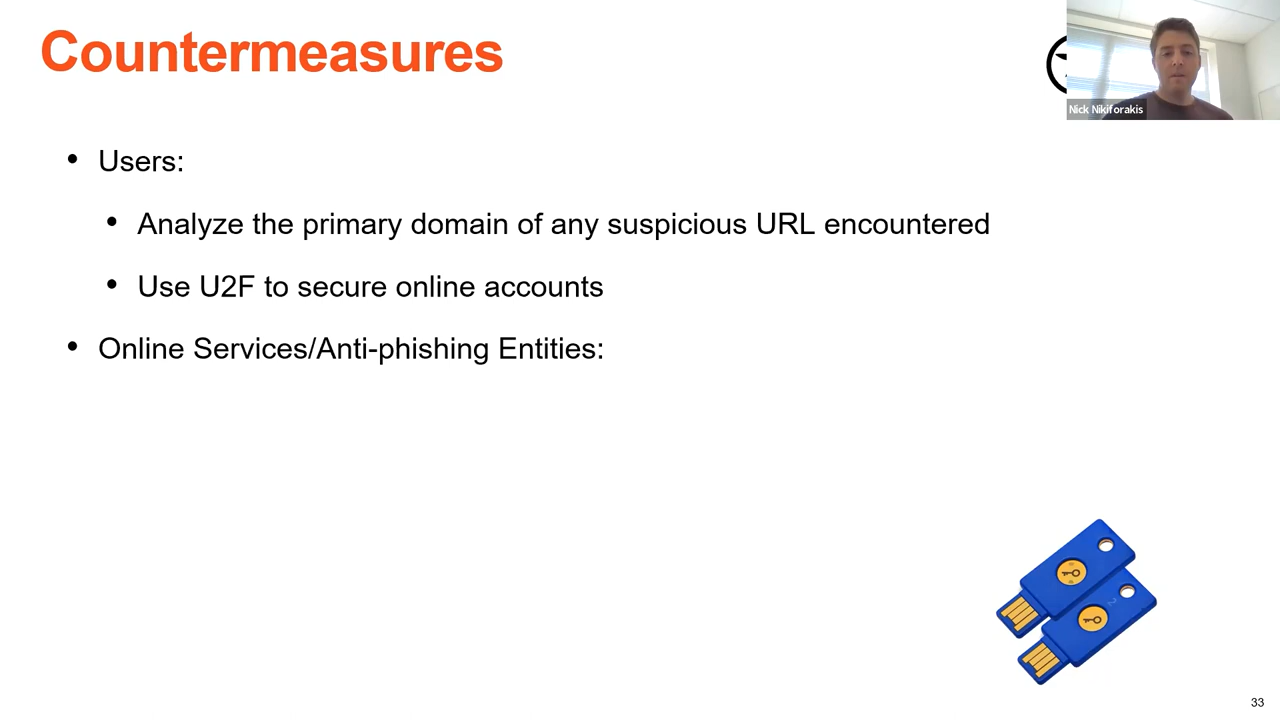 Countermeasures
Nick Nikiforakis
• Users:
• Analyze the primary domain of any suspicious URL encountered
• Use U2F to secure online accounts
• Online Services/Anti-phishing Entities:
2
33